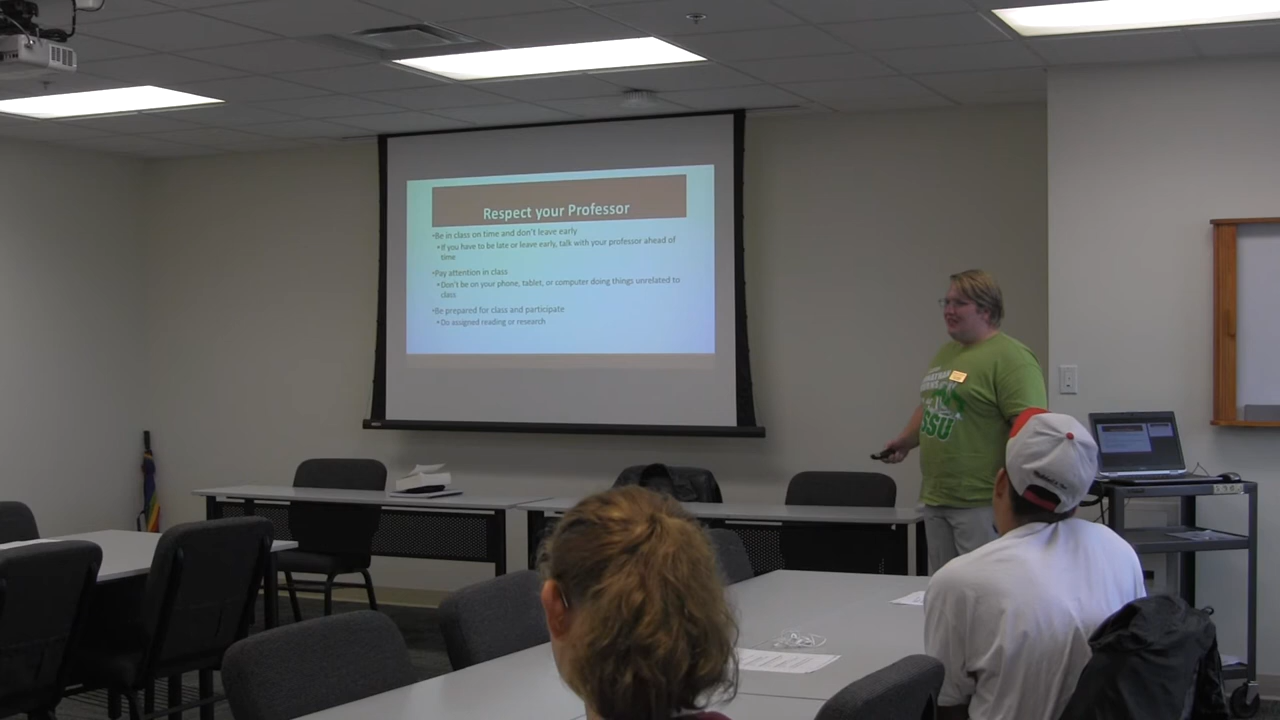 Respect your Professor
•Be in class on time and don't leave early
•If you have to be late or leave early, talk with your professor ahead of
time
•Pay attention in class
•Don't be on your phone, tablet, or computer doing things unrelated to
class
•Be prepared for class and participate
•Do assigned reading or research
SSU